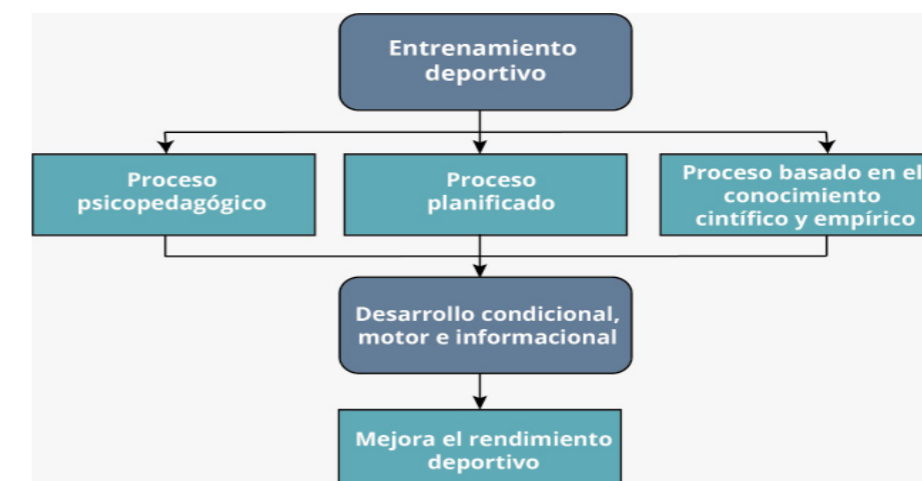 Entrenamiento
deportivo
Proceso
psicopedagógico
Proceso
planificado
Proceso basado en el
conocimiento
cintífico y empírico
Desarrollo condicional,
motor e informacional
Mejora el rendimiento
deportivo